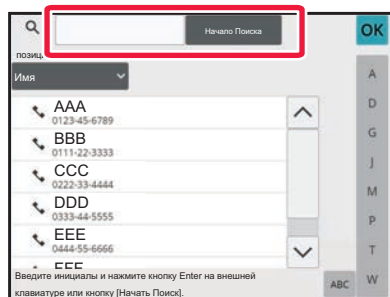 Начало Поиска
OK
позиц
Имя
AAA
0123-45-6789
BBB
0111-22-3333
CCC
0222-33-4444
DDD
0333-44-5555
EEE
0444-55-6666
FFF
A
D
G
J
M
P
T
W
ABC
Введите инициалы и нажмите кнопку Enter на внешней
клавиатуре или кнопку [Начать Поиск].